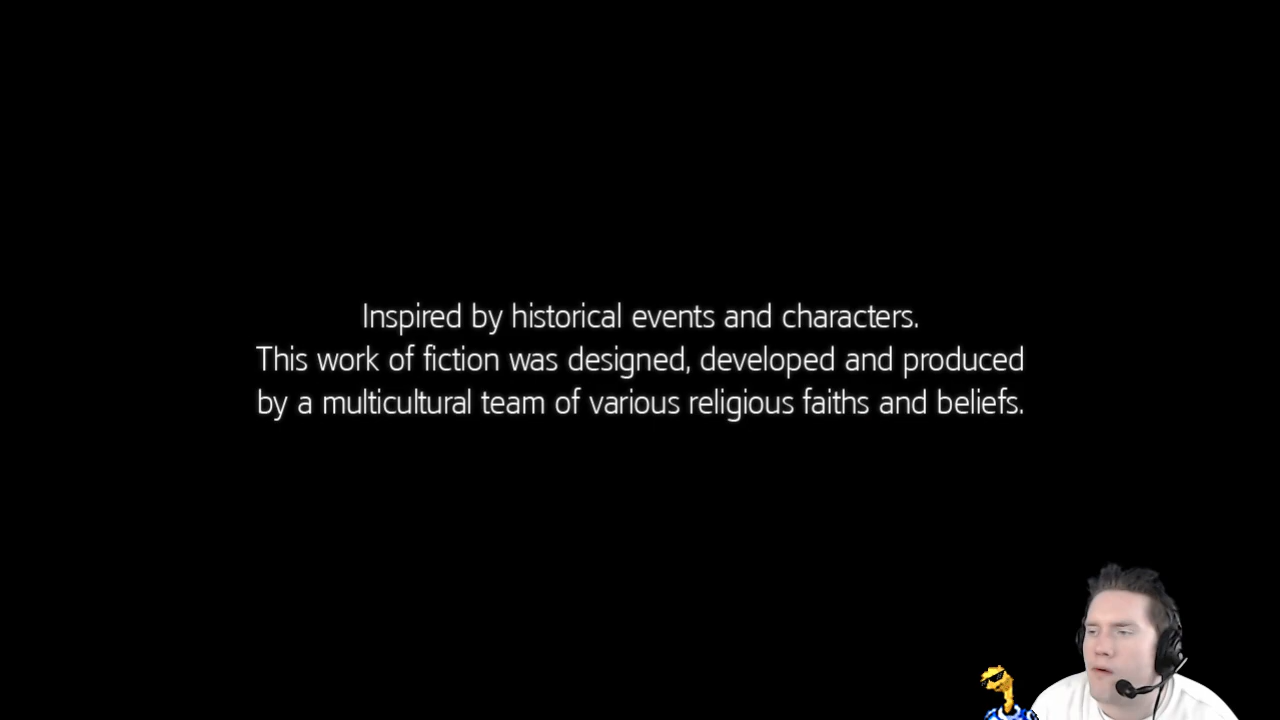 Inspired by historical events and characters.
This work of fiction was designed, developed and produced
by a multicultural team of various religious faiths and beliefs.